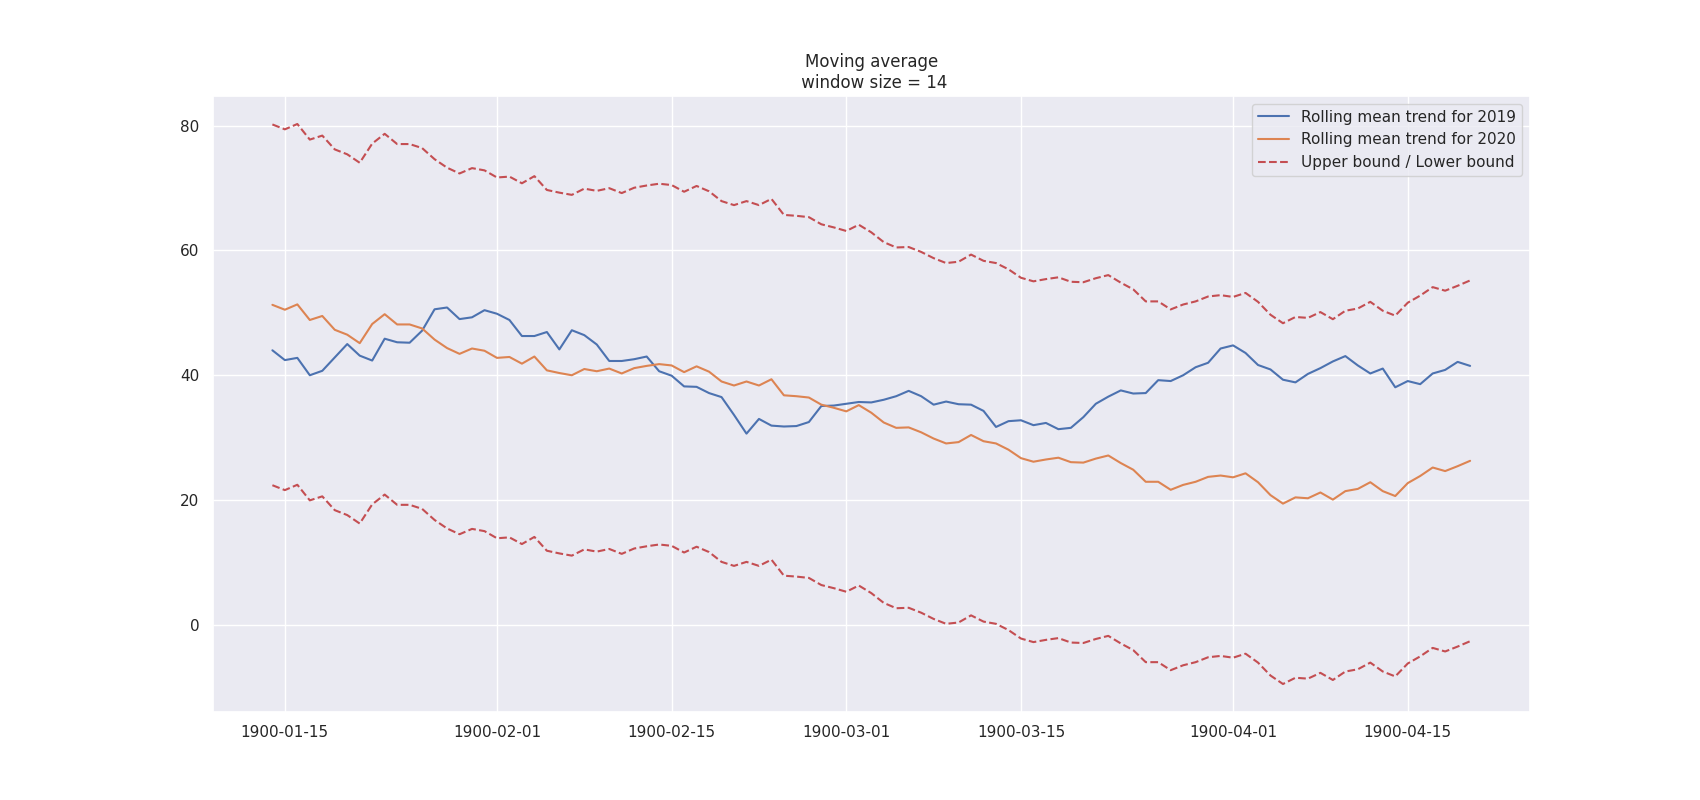 Moving average
window size = 14
Rolling mean trend for 2019
Rolling mean trend for 2020
Upper bound / Lower bound
80
60
40
20
0
1900-01-15 1900-02-01 1900-02-15 1900-03-01 1900-03-15 1900-04-01 1900-04-15